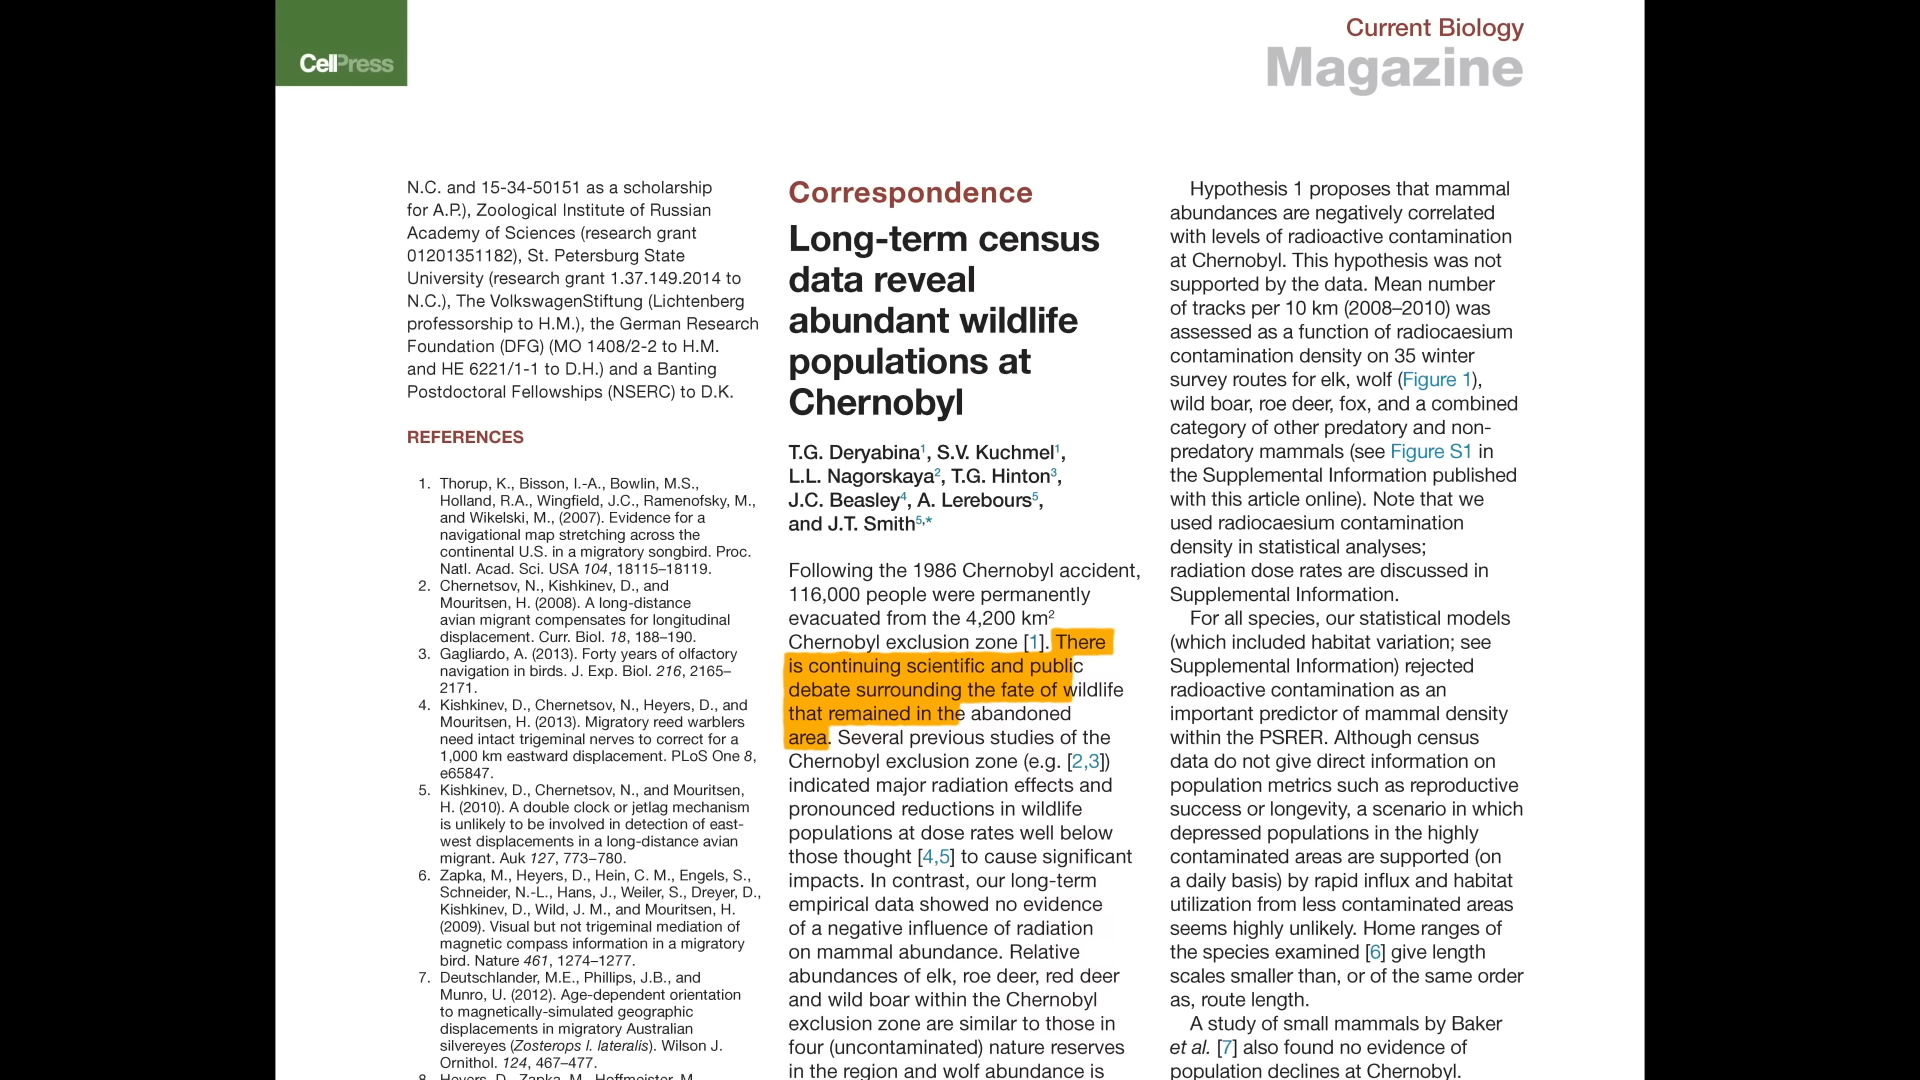 CellPress
Current Biology
Magazine
N.C. and 15-34-50151 as a scholarship
for A.P.), Zoological Institute of Russian
Academy of Sciences (research grant
01201351182), St. Petersburg State
University (research grant 1.37.149.2014 to
N.C.), The VolkswagenStiftung (Lichtenberg
professorship to H.M.), the German Research
Foundation (DFG) (MO 1408/2-2 to H.M.
and HE 6221/1-1 to D.H.) and a Banting
Postdoctoral Fellowships (NSERC) to D.K.
REFERENCES
1. Thorup, K., Bisson, I.-A., Bowlin, M.S.,
Holland, R.A., Wingfield, J.C., Ramenofsky, M.,
and Wikelski, M., (2007). Evidence for a
navigational map stretching across the
continental U.S. in a migratory songbird. Proc.
Natl. Acad. Sci. USA 104, 18115–18119.
2. Chernetsov, N., Kishkinev, D., and
Mouritsen, H. (2008). A long-distance
avian migrant compensates for longitudinal
displacement. Curr. Biol. 18, 188–190.
3. Gagliardo, A. (2013). Forty years of olfactory
navigation in birds. J. Exp. Biol. 216, 2165–
2171.
4. Kishkinev, D., Chernetsov, N., Heyers, D., and
Mouritsen, H. (2013). Migratory reed warblers
need intact trigeminal nerves to correct for a
1,000 km eastward displacement. PLoS One 8,
e65847.
5. Kishkinev, D., Chernetsov, N., and Mouritsen,
H. (2010). A double clock or jetlag mechanism
is unlikely to be involved in detection of east-
west displacements in a long-distance avian
migrant. Auk 127, 773–780.
6. Zapka, M., Heyers, D., Hein, C. M., Engels, S.,
Schneider, N.-L., Hans, J., Weiler, S., Dreyer, D.,
Kishkinev, D., Wild, J. M., and Mouritsen, H.
(2009). Visual but not trigeminal mediation of
magnetic compass information in a migratory
bird. Nature 461, 1274–1277.
7. Deutschlander, M.E., Phillips, J.B., and
Munro, U. (2012). Age-dependent orientation
to magnetically-simulated geographic
displacements in migratory Australian
silvereyes (Zosterops l. lateralis). Wilson J.
Ornithol. 124, 467–477.
8. Heyers, D., Zapka, M., Hoffmeister, M.,
Correspondence
Long-term census
data reveal
abundant wildlife
populations at
Chernobyl
T.G. Deryabina1, S.V. Kuchmel1,
L.L. Nagorskaya2, T.G. Hinton3,
J.C. Beasley4, A. Lerebours5,
and J.T. Smith5,*
Following the 1986 Chernobyl accident,
116,000 people were permanently
evacuated from the 4,200 km2
Chernobyl exclusion zone [1]. There
is continuing scientific and public
debate surrounding the fate of wildlife
that remained in the abandoned
area. Several previous studies of the
Chernobyl exclusion zone (e.g. [2,3])
indicated major radiation effects and
pronounced reductions in wildlife
populations at dose rates well below
those thought [4,5] to cause significant
impacts. In contrast, our long-term
empirical data showed no evidence
of a negative influence of radiation
on mammal abundance. Relative
abundances of elk, roe deer, red deer
and wild boar within the Chernobyl
exclusion zone are similar to those in
four (uncontaminated) nature reserves
in the region and wolf abundance is
Hypothesis 1 proposes that mammal
abundances are negatively correlated
with levels of radioactive contamination
at Chernobyl. This hypothesis was not
supported by the data. Mean number
of tracks per 10 km (2008–2010) was
assessed as a function of radiocaesium
contamination density on 35 winter
survey routes for elk, wolf (Figure 1),
wild boar, roe deer, fox, and a combined
category of other predatory and non-
predatory mammals (see Figure S1 in
the Supplemental Information published
with this article online). Note that we
used radiocaesium contamination
density in statistical analyses;
radiation dose rates are discussed in
Supplemental Information.
For all species, our statistical models
(which included habitat variation; see
Supplemental Information) rejected
radioactive contamination as an
important predictor of mammal density
within the PSRER. Although census
data do not give direct information on
population metrics such as reproductive
success or longevity, a scenario in which
depressed populations in the highly
contaminated areas are supported (on
a daily basis) by rapid influx and habitat
utilization from less contaminated areas
seems highly unlikely. Home ranges of
the species examined [6] give length
scales smaller than, or of the same order
as, route length.
A study of small mammals by Baker
et al. [7] also found no evidence of
population declines at Chernobyl.